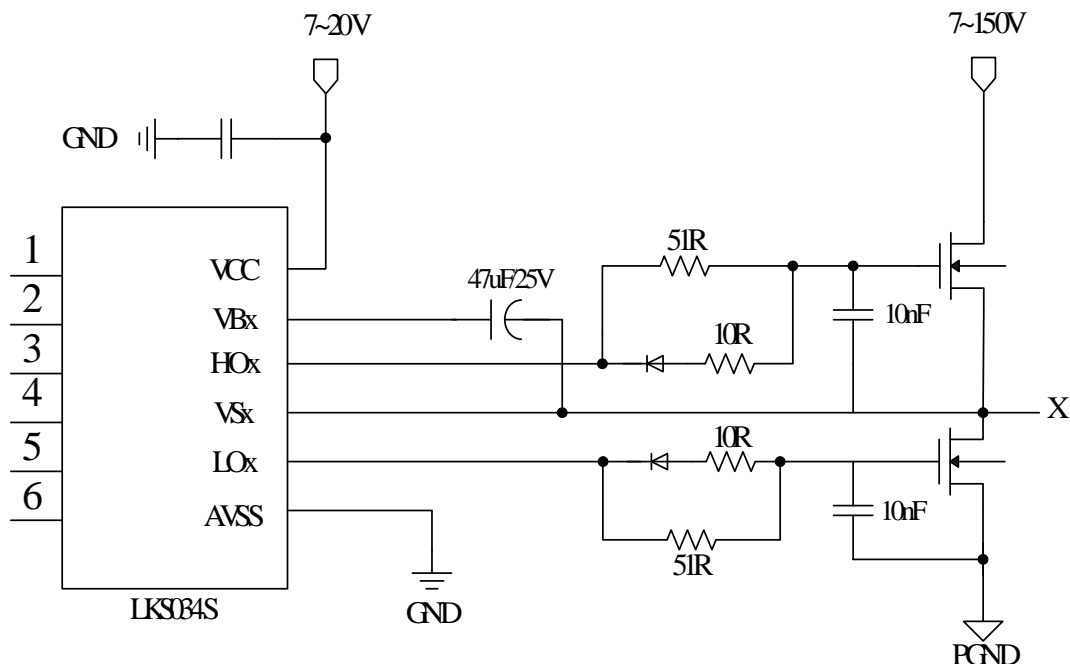 7~20V
7~150V
GND
1
2
3
4
5
6
VCC
VBx
HOx
VSx
LOx
AVSS
47uF/25V
51R
10R
10nF
X
10R
51R
10nF
LKS034S
GND
PGND